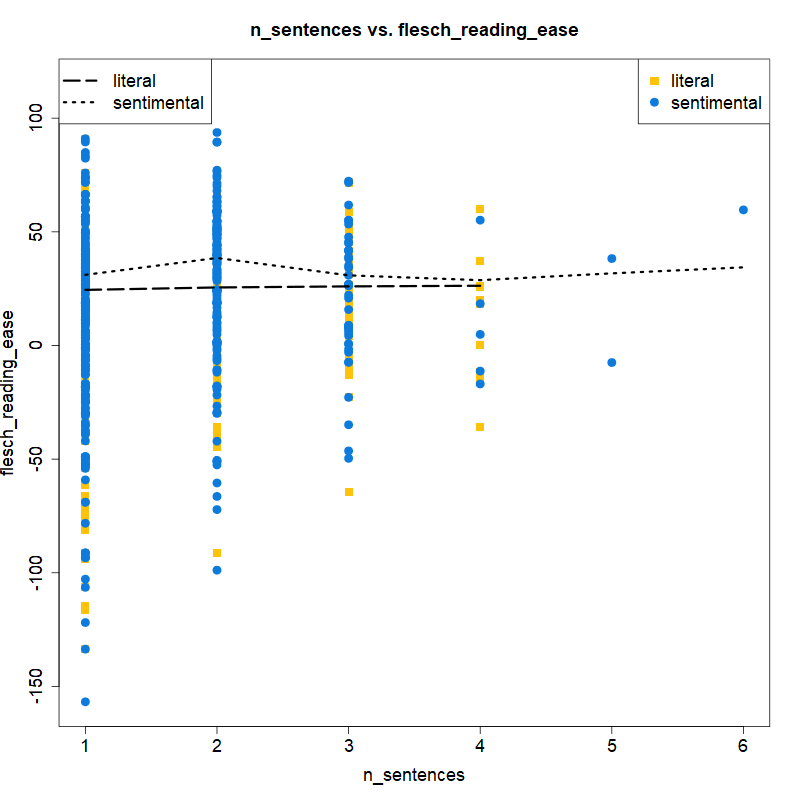 n_sentences vs. flesch_reading_ease
literal
sentimental
literal
sentimental
flesch_reading_ease
100
50
0
-50
-100
-150
1 2 3 4 5 6
n_sentences